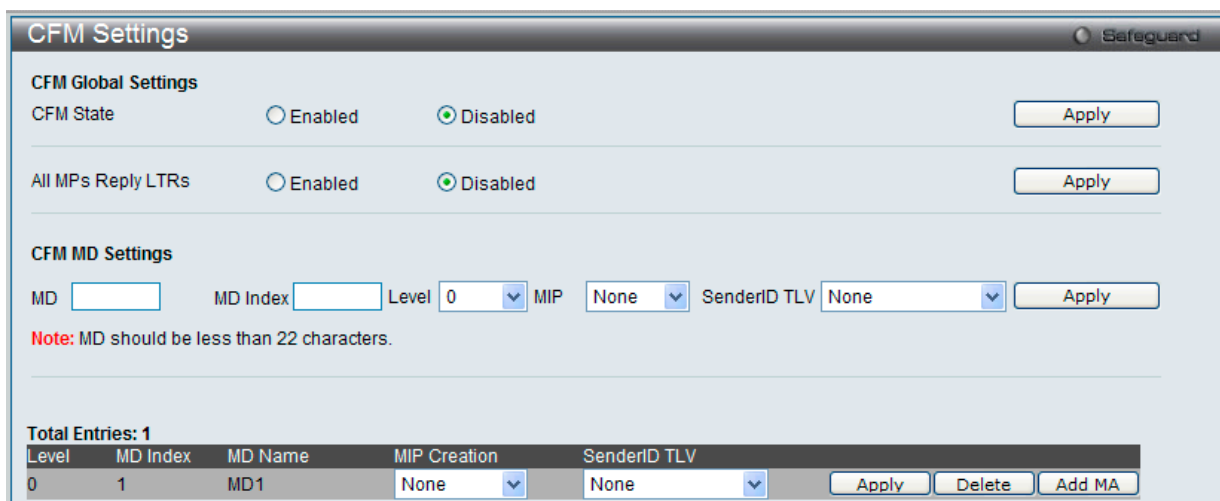 CFM Settings
Safeguard
CFM Global Settings
CFM State Enabled Disabled Apply
All MPs Reply LTRs Enabled Disabled Apply
CFM MD Settings
MD MD Index Level 0 MIP None SenderID TLV None Apply
Note: MD should be less than 22 characters.
Total Entries: 1
Level MD Index MD Name MIP Creation SenderID TLV
0 1 MD1 None None Apply Delete Add MA